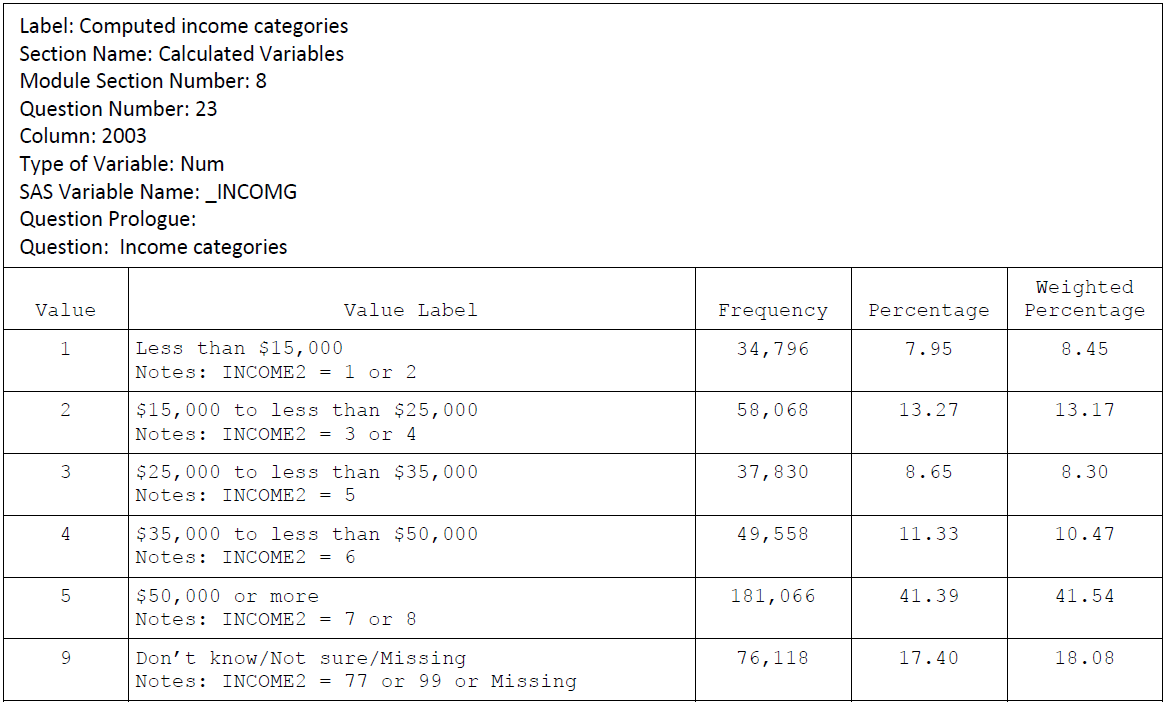 Label: Computed income categories
Section Name: Calculated Variables
Module Section Number: 8
Question Number: 23
Column: 2003
Type of Variable: Num
SAS Variable Name: _INCOMG
Question Prologue:
Question:  Income categories
Value Value Label Frequency Percentage Weighted Percentage
1 Less than $15,000 34,796 7.95 8.45
Notes: INCOME2 = 1 or 2
2 $15,000 to less than $25,000 58,068 13.27 13.17
Notes: INCOME2 = 3 or 4
3 $25,000 to less than $35,000 37,830 8.65 8.30
Notes: INCOME2 = 5
4 $35,000 to less than $50,000 49,558 11.33 10.47
Notes: INCOME2 = 6
5 $50,000 or more 181,066 41.39 41.54
Notes: INCOME2 = 7 or 8
9 Don’t know/Not sure/Missing 76,118 17.40 18.08
Notes: INCOME2 = 77 or 99 or Missing